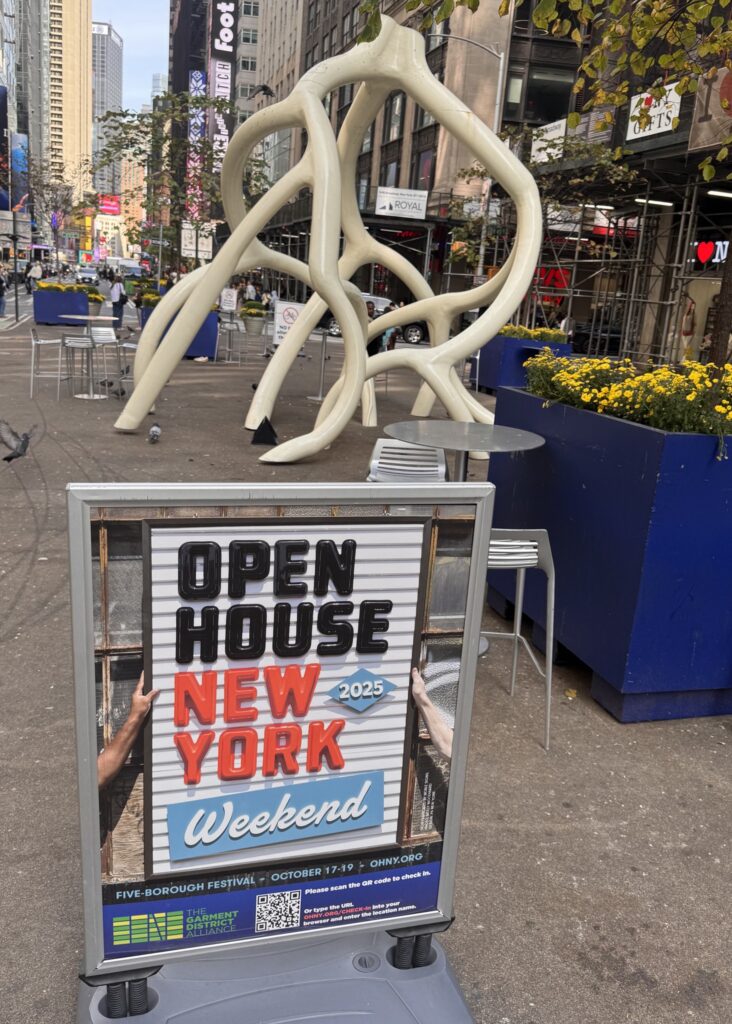 Foot
I ❤ N
GIFTS
ROYAL
I ❤ N
OPEN
HOUSE
NEW
2025
YORK
Weekend
FIVE-BOROUGH FESTIVAL - OCTOBER 17-19 - OHNY.ORG
THE
GARMENT
DISTRICT
ALLIANCE
Please scan the QR code to check in.
Or type the URL
OHNY.ORG/CHECK-IN into your
browser and enter the location name.